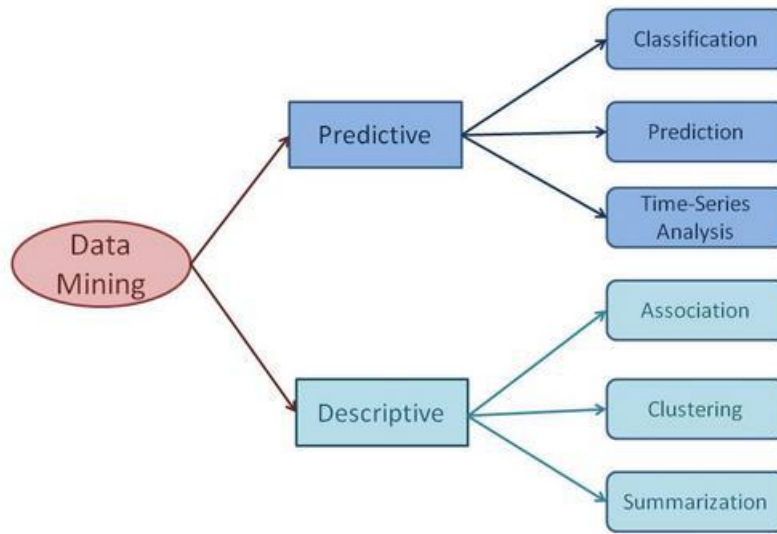 Data
Mining
Predictive
Classification
Prediction
Time-Series
Analysis
Descriptive
Association
Clustering
Summarization